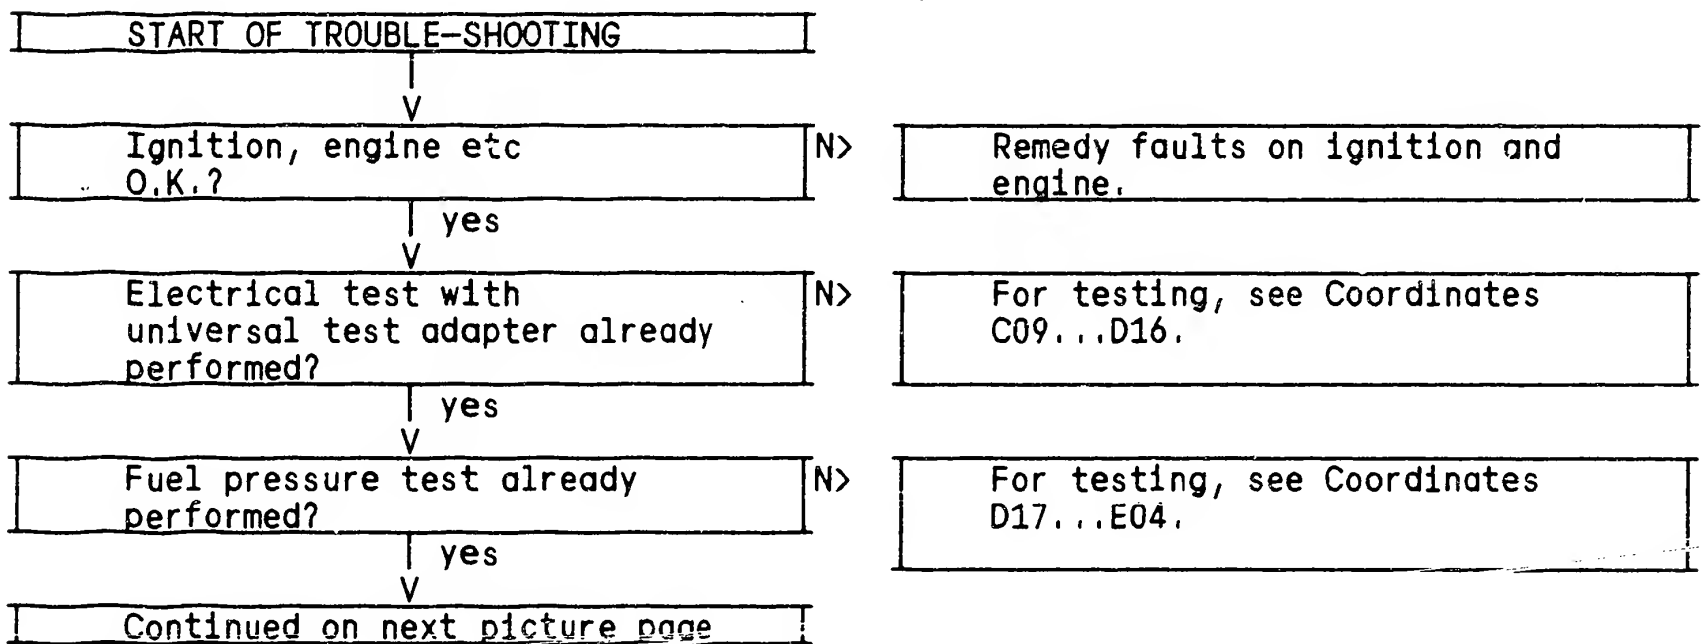 START OF TROUBLE-SHOOTING
V
Ignition, engine etc
O.K.?
N>
Remedy faults on ignition and
engine.
yes
V
Electrical test with
universal test adapter already
performed?
N>
For testing, see Coordinates
C09...D16.
yes
V
Fuel pressure test already
performed?
N>
For testing, see Coordinates
D17...E04.
yes
V
Continued on next picture page